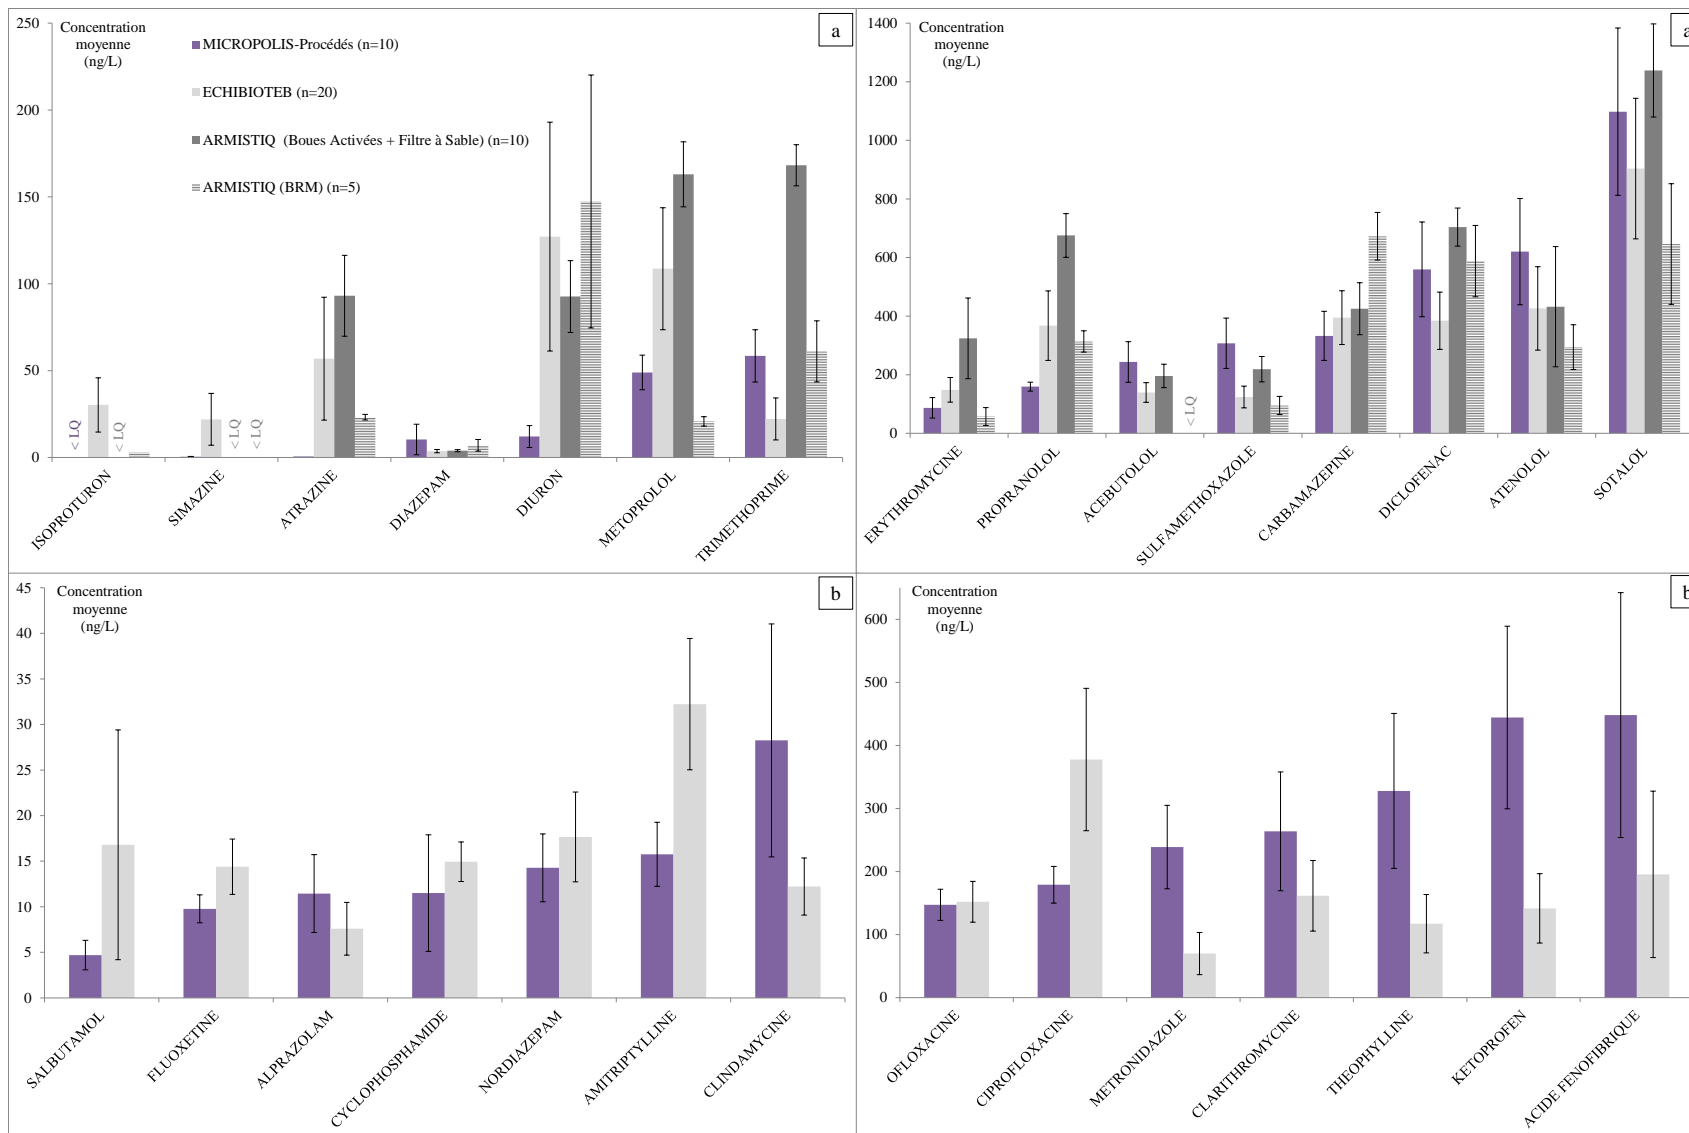 Concentration
moyenne
(ng/L)
a
250
200
150
100
50
0
MICROPOLIS-Procédés (n=10)
ECHIBIOTEB (n=20)
ARMISTIQ (Boues Activées + Filtre à Sable) (n=10)
ARMISTIQ (BRM) (n=5)
< LQ
< LQ
< LQ
< LQ
ISOPROTURON
SIMAZINE
ATRAZINE
DIAZEPAM
DIURON
METOPROLOL
TRIMETHOPRIME
Concentration
moyenne
(ng/L)
a
1400
1200
1000
800
600
400
200
0
< LQ
ERYTHROMYCINE
PROPRANOLOL
ACEBUTOLOL
SULFAMETHOXAZOLE
CARBAMAZEPINE
DICLOFENAC
ATENOLOL
SOTALOL
Concentration
moyenne
(ng/L)
b
45
40
35
30
25
20
15
10
5
0
SALBUTAMOL
FLUOXETINE
ALPRAZOLAM
CYCLOPHOSPHAMIDE
NORDIAZEPAM
AMITRIPTYLLINE
CLINDAMYCINE
Concentration
moyenne
(ng/L)
b
600
500
400
300
200
100
0
OFLOXACINE
CIPROFLOXACINE
METRONIDAZOLE
CLARITHROMYCINE
THEOPHYLLINE
KETOPROFEN
ACIDE FENOFIBRIQUE